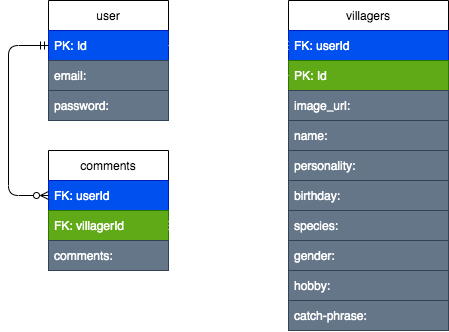 user
PK: Id
email:
password:
comments
FK: userId
FK: villagerId
comments:
villagers
FK: userId
PK: Id
image_url:
name:
personality:
birthday:
species:
gender:
hobby:
catch-phrase: